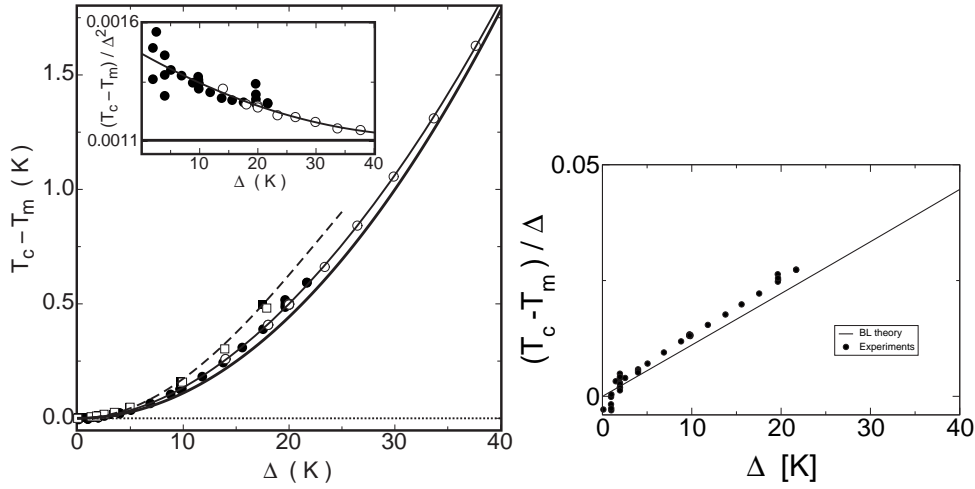 1.5
1.0
0.5
0.0
0
10
20
30
40
T_c – T_m (K)
Δ (K)
0.0016
0.0011
(T_c – T_m) / Δ²
10
20
30
40
Δ (K)
0.05
0
(T_c - T_m) / Δ
0
10
20
30
40
Δ [K]
BL theory
Experiments